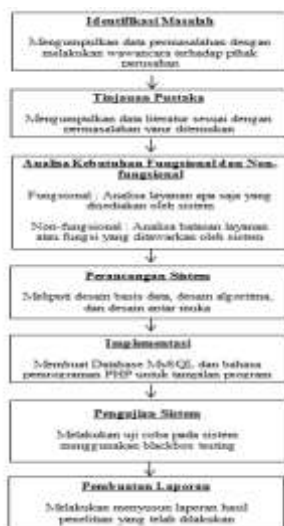 Identifikasi Masalah
Mengumpulkan data permasalahan dengan
melakukan wawancara terhadap pihak
perusahan
Tinjauan Pustaka
Mengumpulkan data literatur sesuai dengan
permasalahan yang ditemukan
Analisa Kebutuhan Fungsional dan Non-
fungsional
Fungsional : Analisa layanan apa saja yang
disediakan oleh sistem
Non-fungsional : Analisa batasan layanan
atau fungsi yang ditawarkan oleh sistem
Perancangan Sistem
Meliputi desain basis data, desain algoritma,
dan desain antar muka
Implementasi
Membuat Database MySQL dan bahasa
pemrograman PHP untuk tampilan program
Pengujian Sistem
Melakukan uji coba pada sistem
menggunakan blackbox testing
Pembuatan Laporan
Melakukan menyusun laporan hasil
penelitian yang telah dilakukan